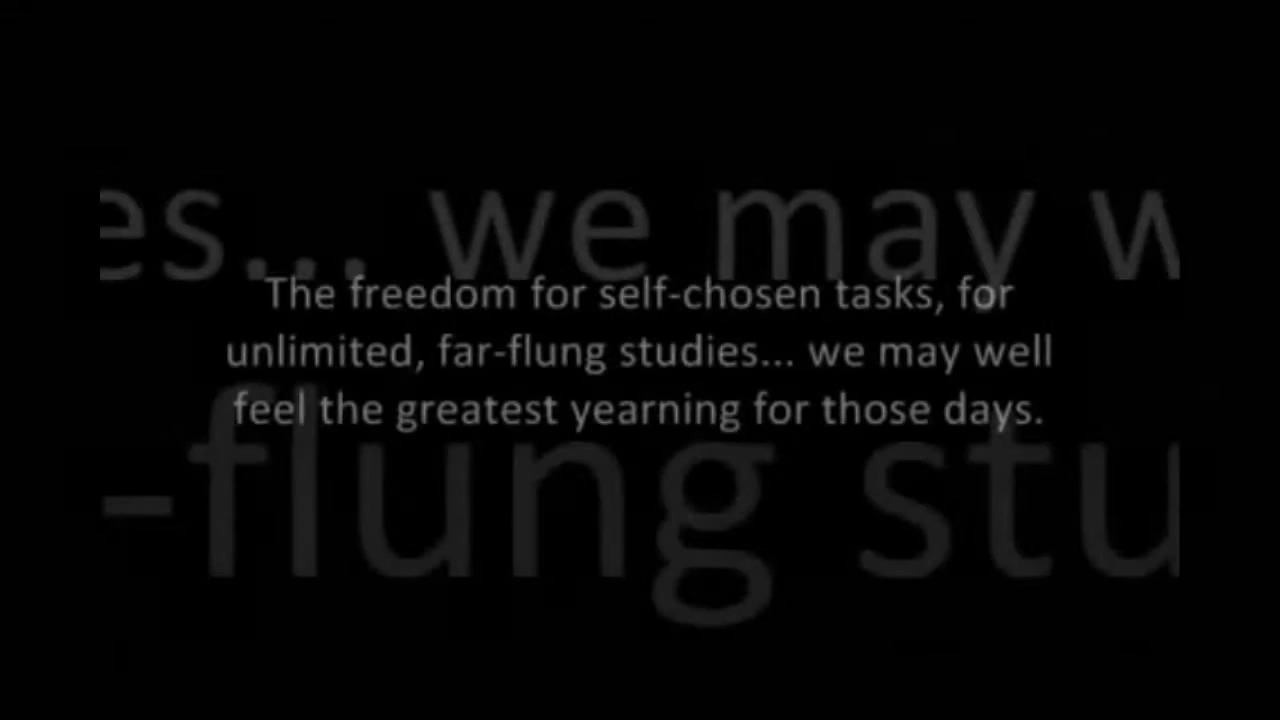 es... we may w
The freedom for self-chosen tasks, for
unlimited, far-flung studies... we may well
feel the greatest yearning for those days.
-flung stu